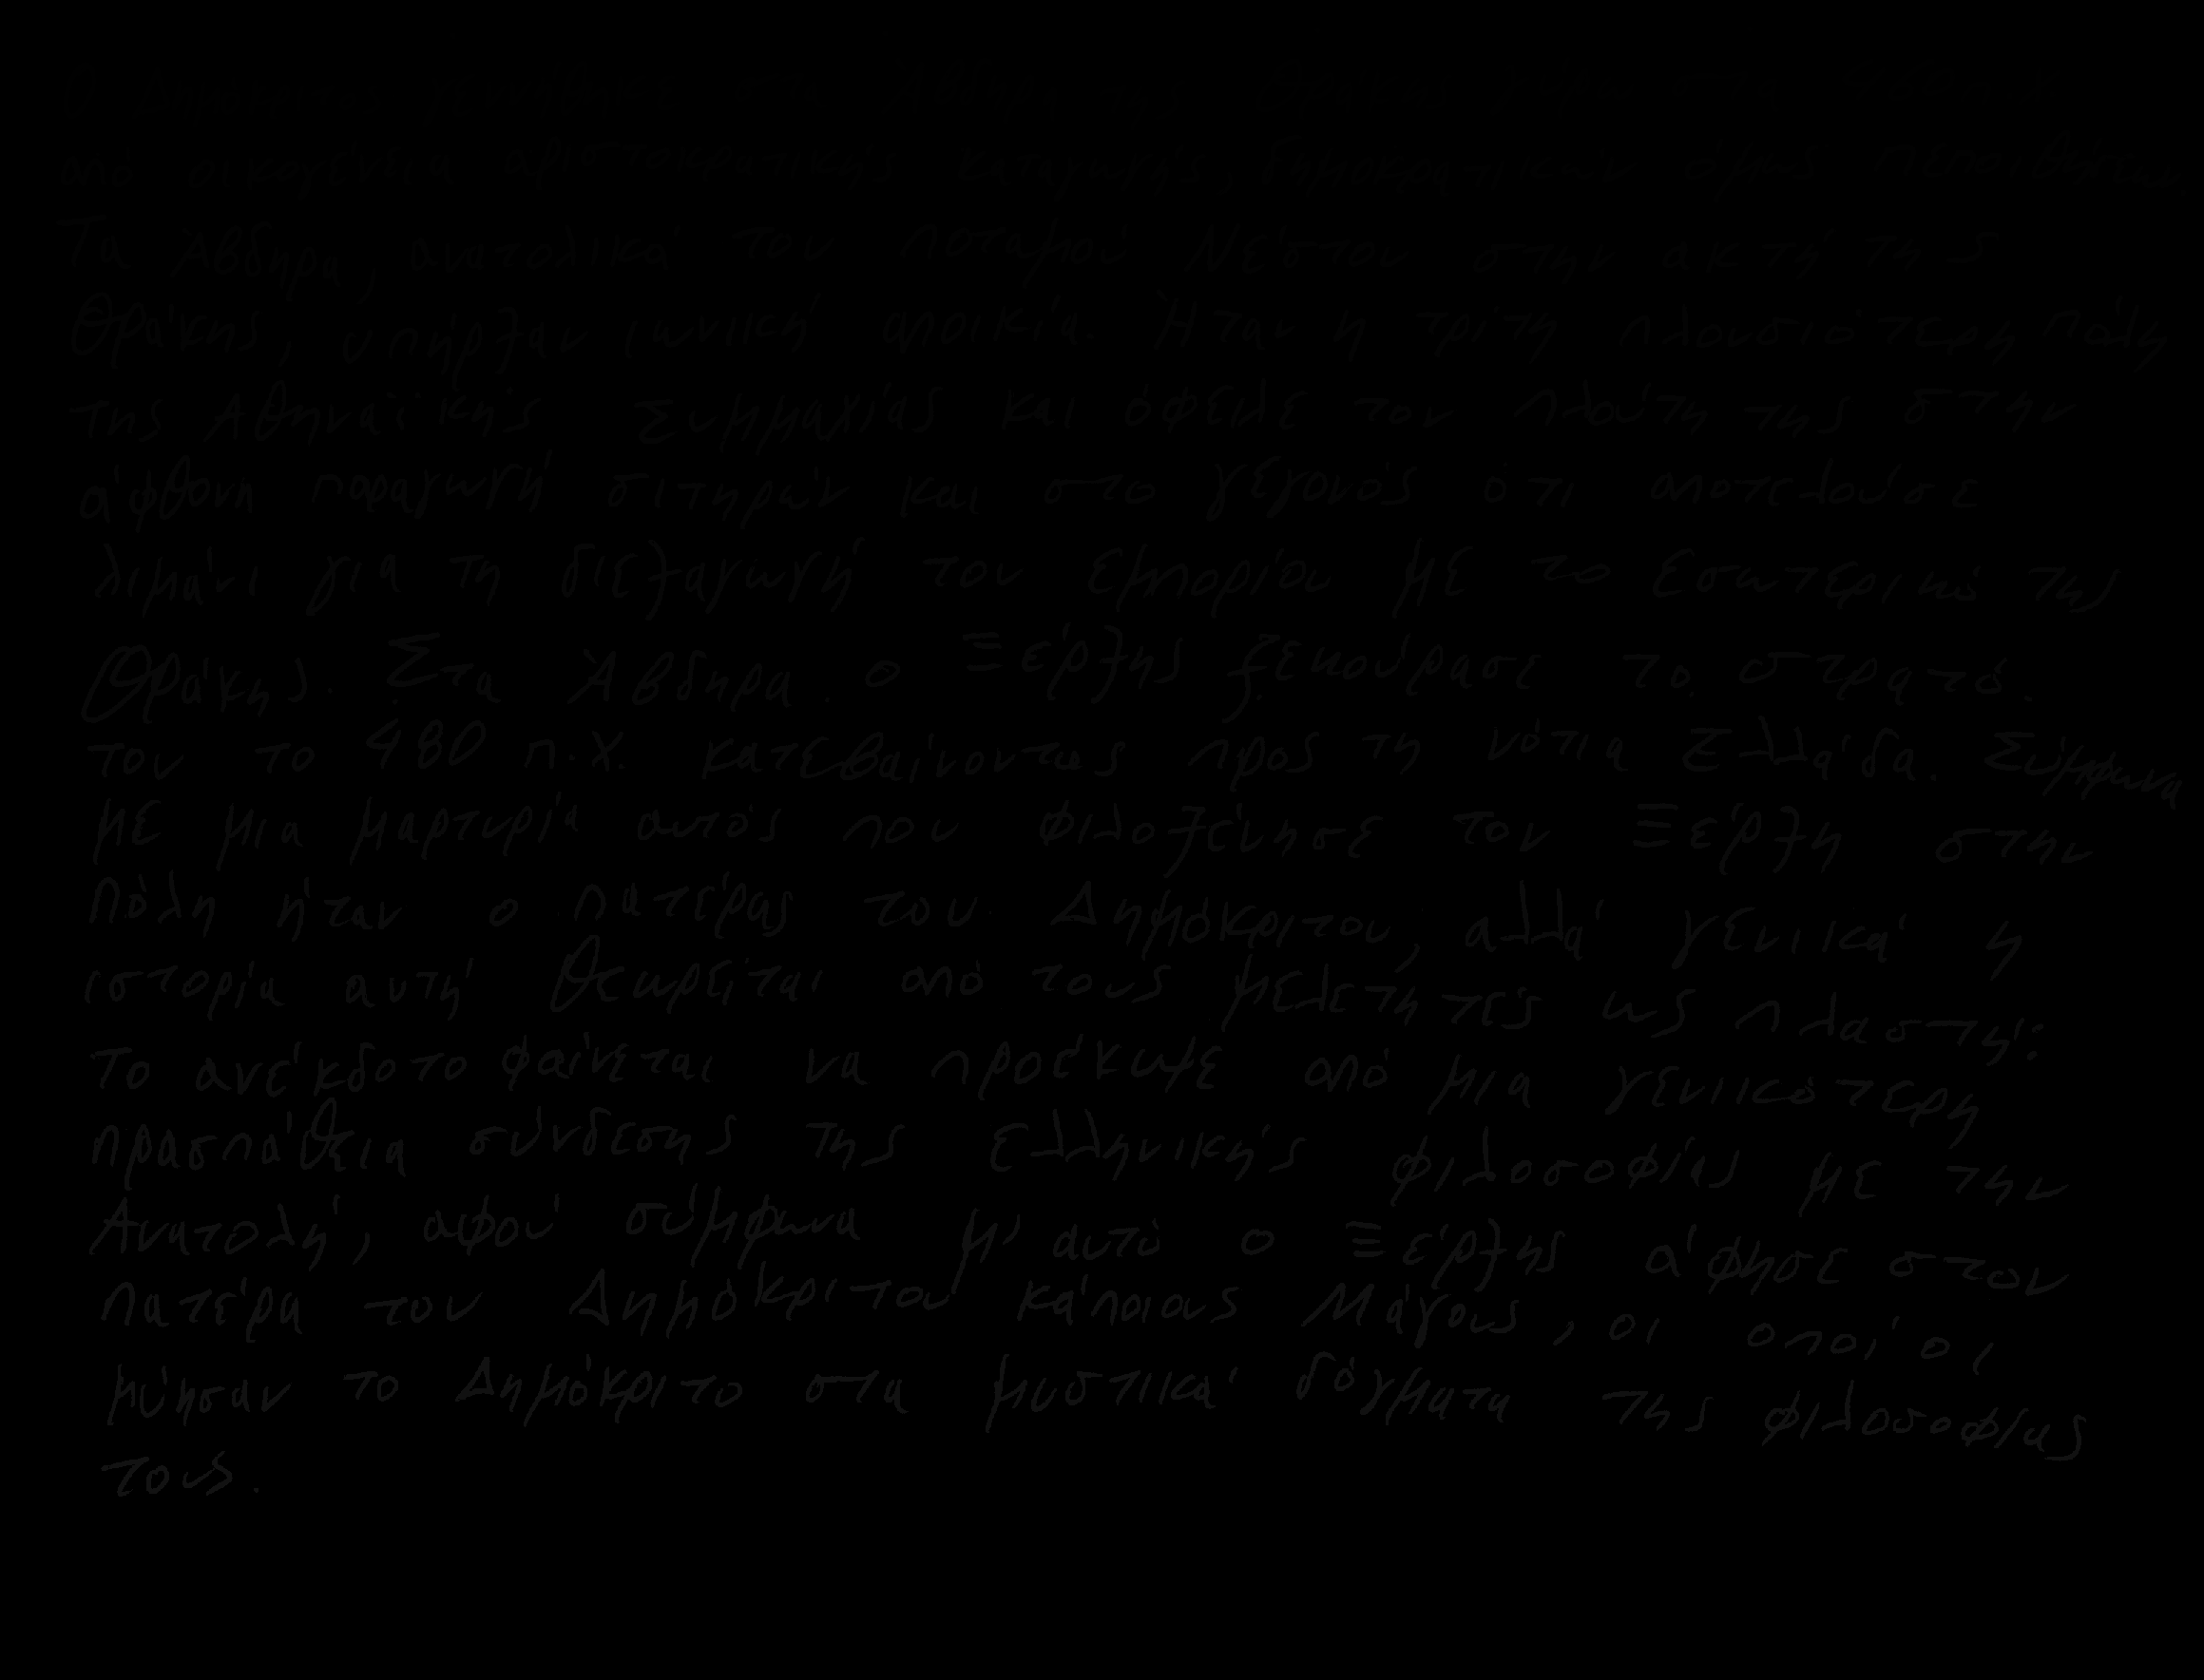 από οικογένεια αριστοκρατικής καταγωγής, δημοκρατικών όμως πεποιθήσεων
Τα Άβδηρα, ανατολικά του ποταμού Νέστου στην ακτή της
Θράκης, υπήρξαν ιωνική αποικία. Ήταν η τρίτη πλουσιότερη πόλη
της Αθηναϊκής Συμμαχίας και όφειλε τον πλούτη της στην
άφθονη παραγωγή σιτηρών και στο γεγονός ότι αποτελούσε
λιμάνι για τη διεξαγωγή του εμπορίου με το εσωτερικό της
Θράκης. Στα Άβδηρα ο Ξέρξης ξεκούρασε το στρατό
του το 480 π.Χ. κατεβαίνοντας προς τη νότια Ελλάδα. Σύμφωνα
με μια μαρτυρία αυτός που φιλοξένησε τον Ξέρξη στην
πόλη ήταν ο πατέρας του Δημόκριτου, αλλά γενικά η
ιστορία αυτή θεωρείται από τους μελετητές ως πλαστή:
το ανέκδοτο φαίνεται να προέκυψε από μια γενικότερη
πρασπάθεια σύνδεσης της ελληνικής φιλοσοφίας με την
Ανατολή, αφού σύμφωνα μ' αυτό ο Ξέρξης άφησε στον
πατέρα του Δημόκριτου κάποιους Μάγους, οι οποίοι
μύησαν το Δημόκριτο στα μυστικά δόγματα της φιλοσοφίας
τους.